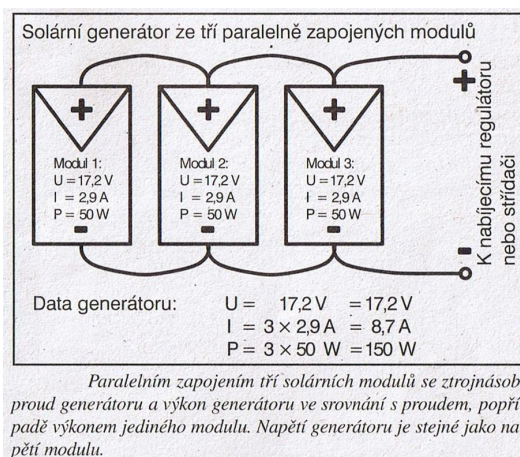 Solární generátor ze tří paralelně zapojených modulů
+
+
+
Modul 1:
U = 17,2 V
I = 2,9 A
P = 50 W
-
Modul 2:
U = 17,2 V
I = 2,9 A
P = 50 W
-
Modul 3:
U = 17,2 V
I = 2,9 A
P = 50 W
-
+
-
K nabíjecímu regulátoru
nebo střídači
Data generátoru: U = 17,2 V = 17,2 V
I = 3 × 2,9 A = 8,7 A
P = 3 × 50 W = 150 W
Paralelním zapojením tří solárních modulů se ztrojnásob
proud generátoru a výkon generátoru ve srovnání s proudem, popří
padě výkonem jediného modulu. Napětí generátoru je stejné jako na
pětí modulu.